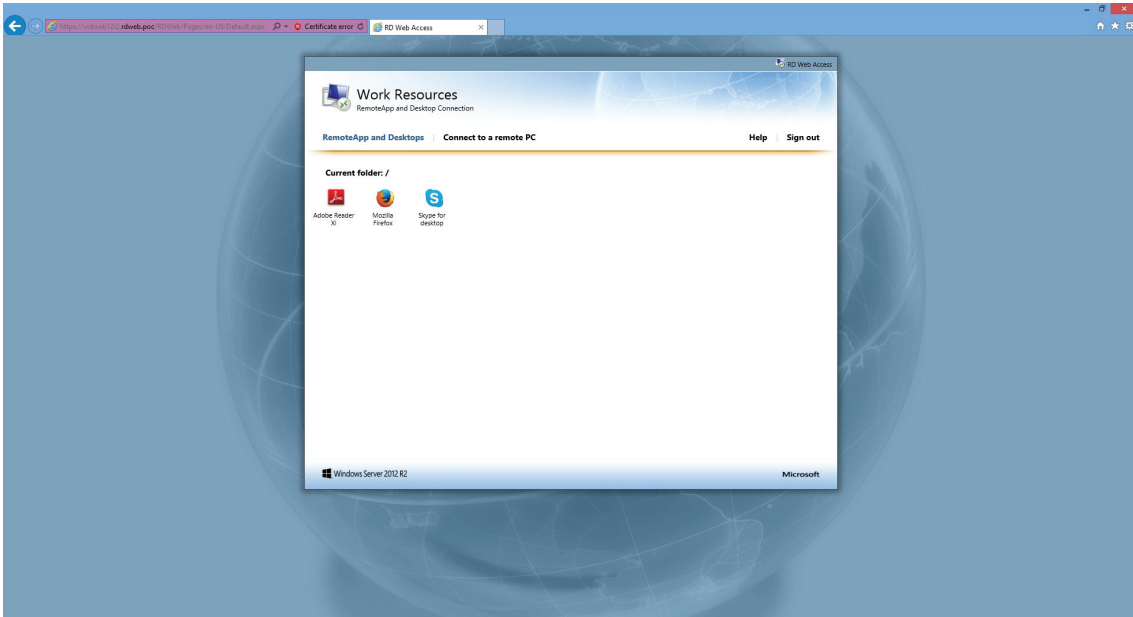 https://vrdweb12r2.rdweb.poc/RDWeb/Pages/en-US/Default.aspx
Certificate error
RD Web Access
RD Web Access
Work Resources
RemoteApp and Desktop Connection
RemoteApp and Desktops
Connect to a remote PC
Help
Sign out
Current folder: /
Adobe Reader
XI
Mozilla
Firefox
Skype for
desktop
Windows Server 2012 R2
Microsoft